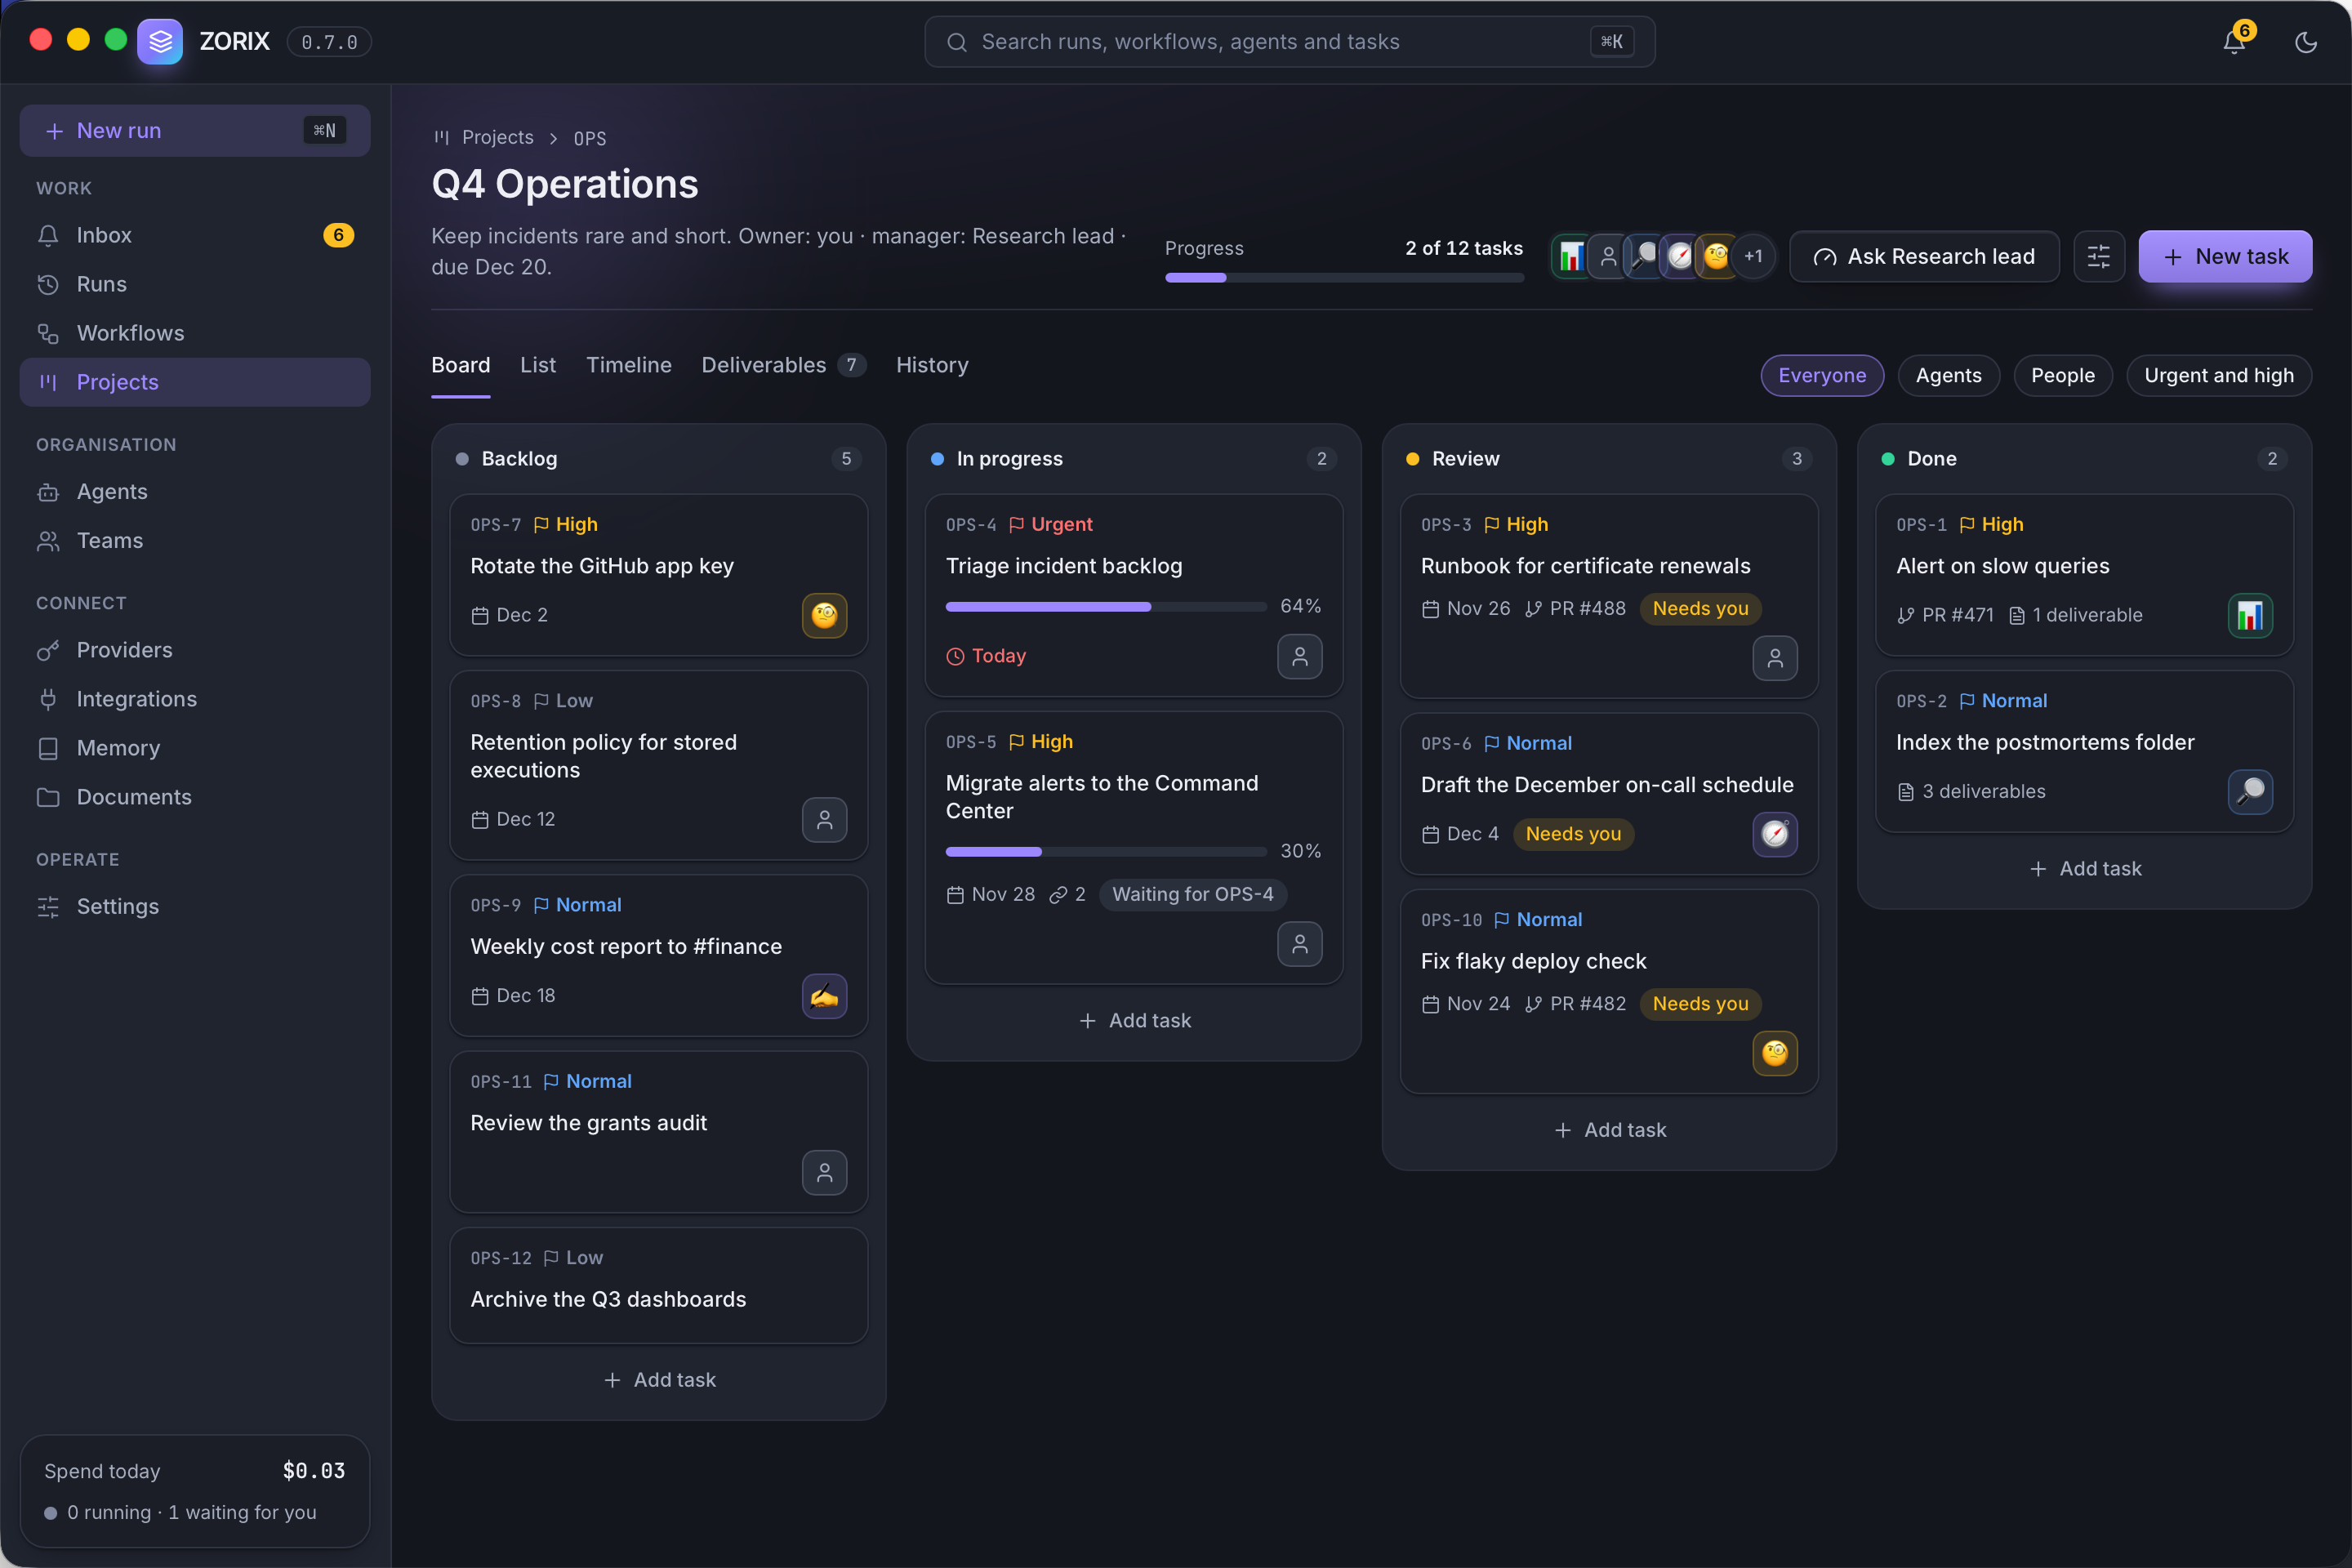 ZORIX 0.7.0
Search runs, workflows, agents and tasks ⌘K
6
New run ⌘N
WORK
Inbox 6
Runs
Workflows
Projects
ORGANISATION
Agents
Teams
CONNECT
Providers
Integrations
Memory
Documents
OPERATE
Settings
Spend today $0.03
0 running · 1 waiting for you
Projects > OPS
Q4 Operations
Keep incidents rare and short. Owner: you · manager: Research lead ·
due Dec 20.
Progress 2 of 12 tasks
+1
Ask Research lead
New task
Board List Timeline Deliverables 7 History
Everyone Agents People Urgent and high
Backlog 5
OPS-7 High
Rotate the GitHub app key
Dec 2
OPS-8 Low
Retention policy for stored
executions
Dec 12
OPS-9 Normal
Weekly cost report to #finance
Dec 18
OPS-11 Normal
Review the grants audit
OPS-12 Low
Archive the Q3 dashboards
Add task
In progress 2
OPS-4 Urgent
Triage incident backlog
64%
Today
OPS-5 High
Migrate alerts to the Command
Center
30%
Nov 28 2 Waiting for OPS-4
Add task
Review 3
OPS-3 High
Runbook for certificate renewals
Nov 26 PR #488 Needs you
OPS-6 Normal
Draft the December on-call schedule
Dec 4 Needs you
OPS-10 Normal
Fix flaky deploy check
Nov 24 PR #482 Needs you
Add task
Done 2
OPS-1 High
Alert on slow queries
PR #471 1 deliverable
OPS-2 Normal
Index the postmortems folder
3 deliverables
Add task